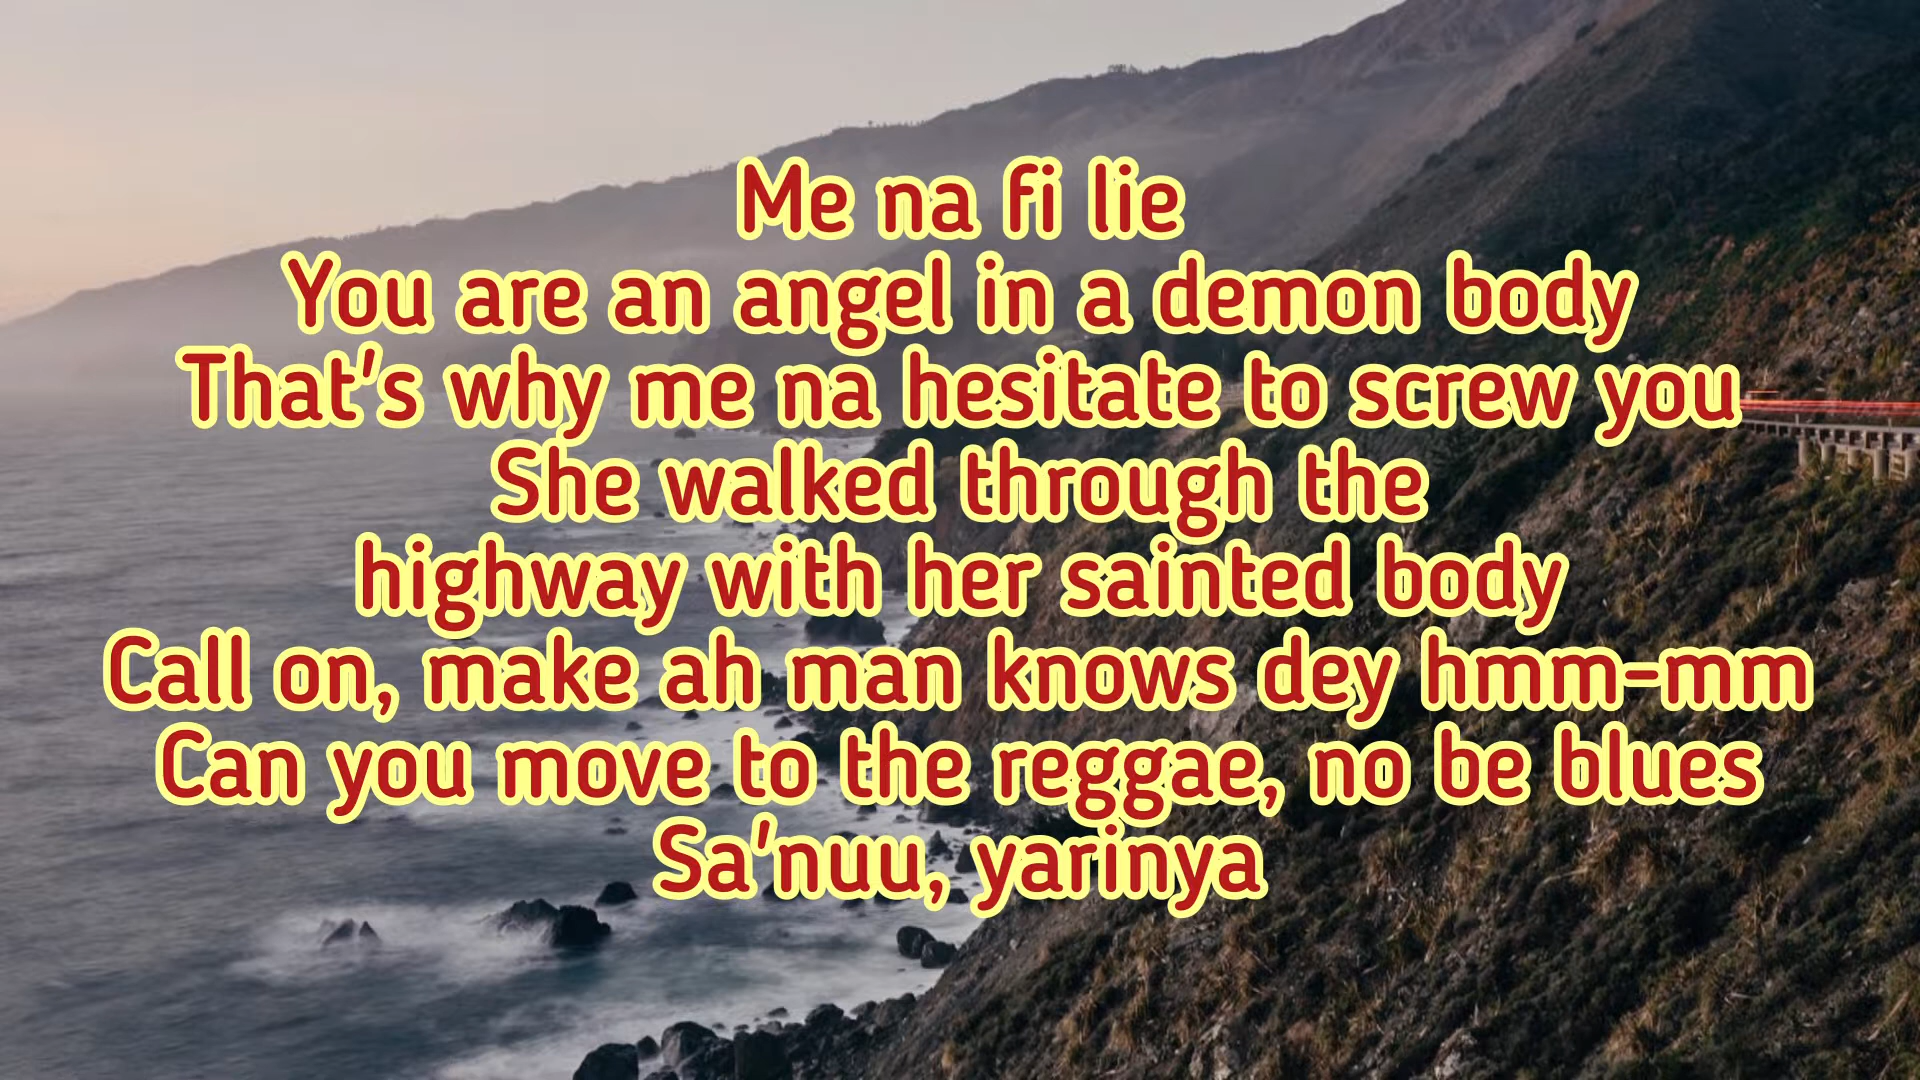 Me na fi lie
You are an angel in a demon body
That's why me na hesitate to screw you
She walked through the
highway with her sainted body
Call on, make ah man knows dey hmm-mm
Can you move to the reggae, no be blues
Sa'nuu, yarinya